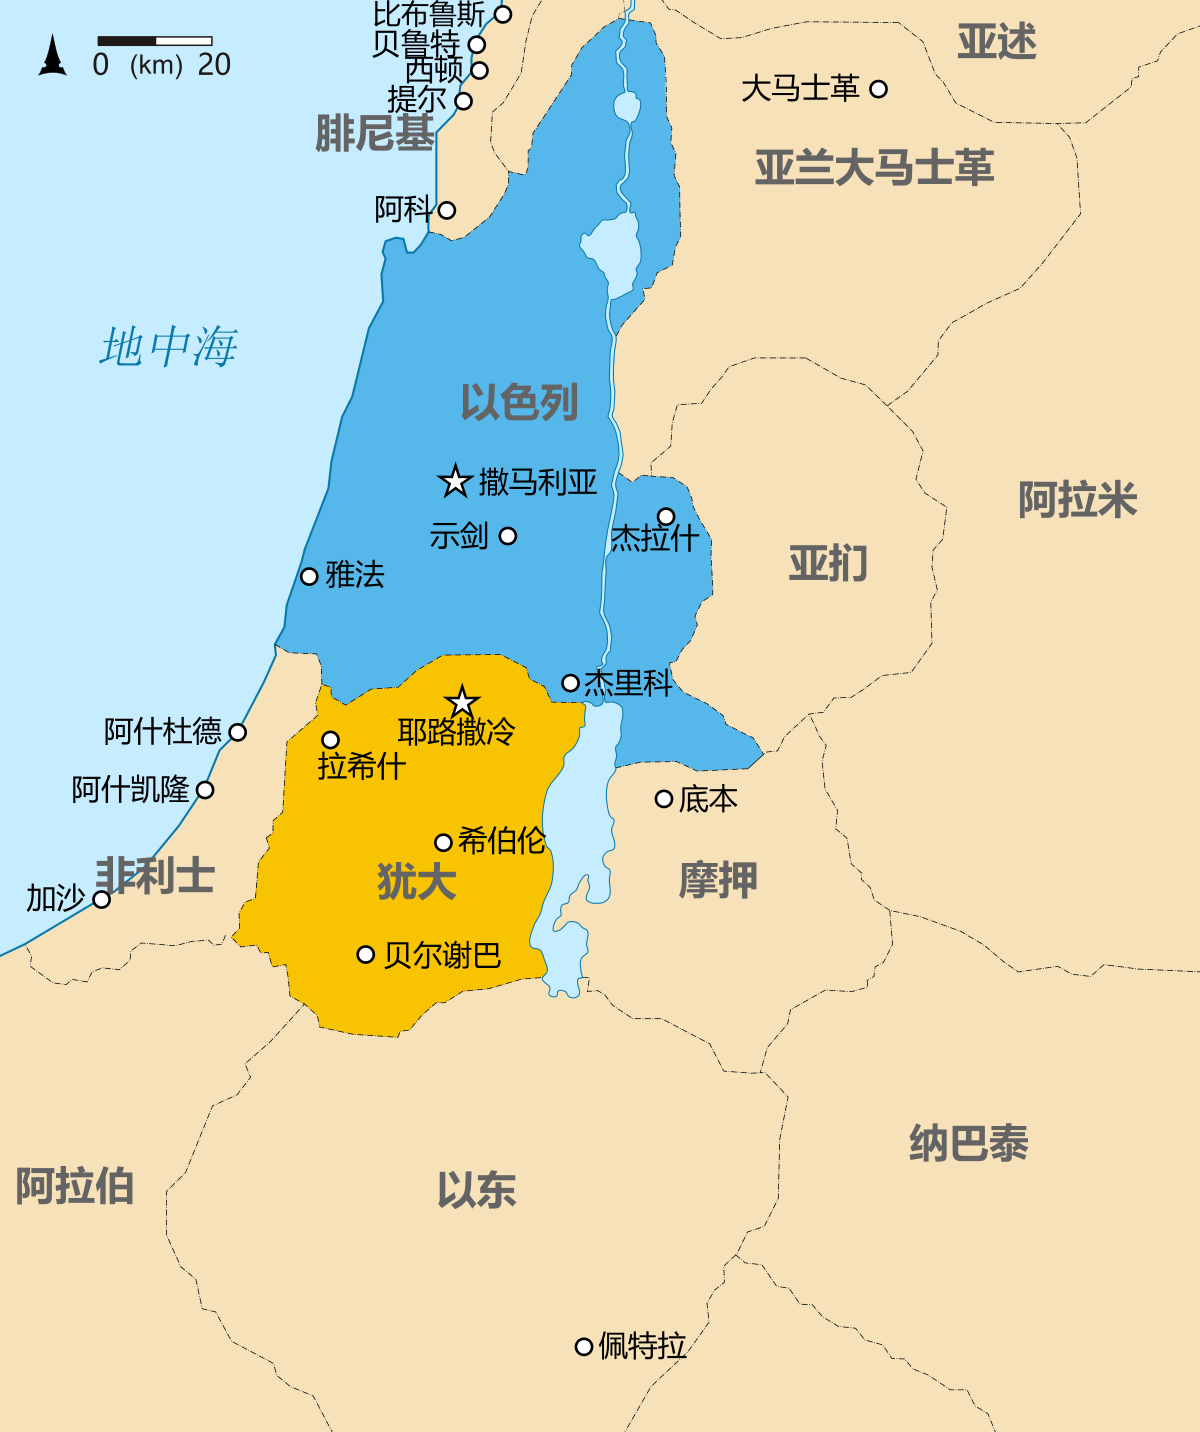 比布鲁斯
贝鲁特
西顿
提尔
腓尼基
阿科
0 (km) 20
亚述
大马士革
亚兰大马士革
地中海
以色列
撒马利亚
示剑
杰拉什
雅法
阿拉米
亚扪
杰里科
耶路撒冷
拉希什
阿什杜德
阿什凯隆
底本
希伯伦
非利士
加沙
犹大
摩押
贝尔谢巴
纳巴泰
阿拉伯
以东
佩特拉